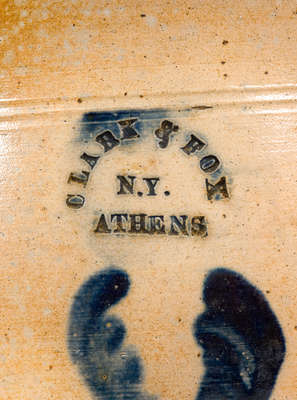 CLARK & FOX
N.Y.
ATHENS